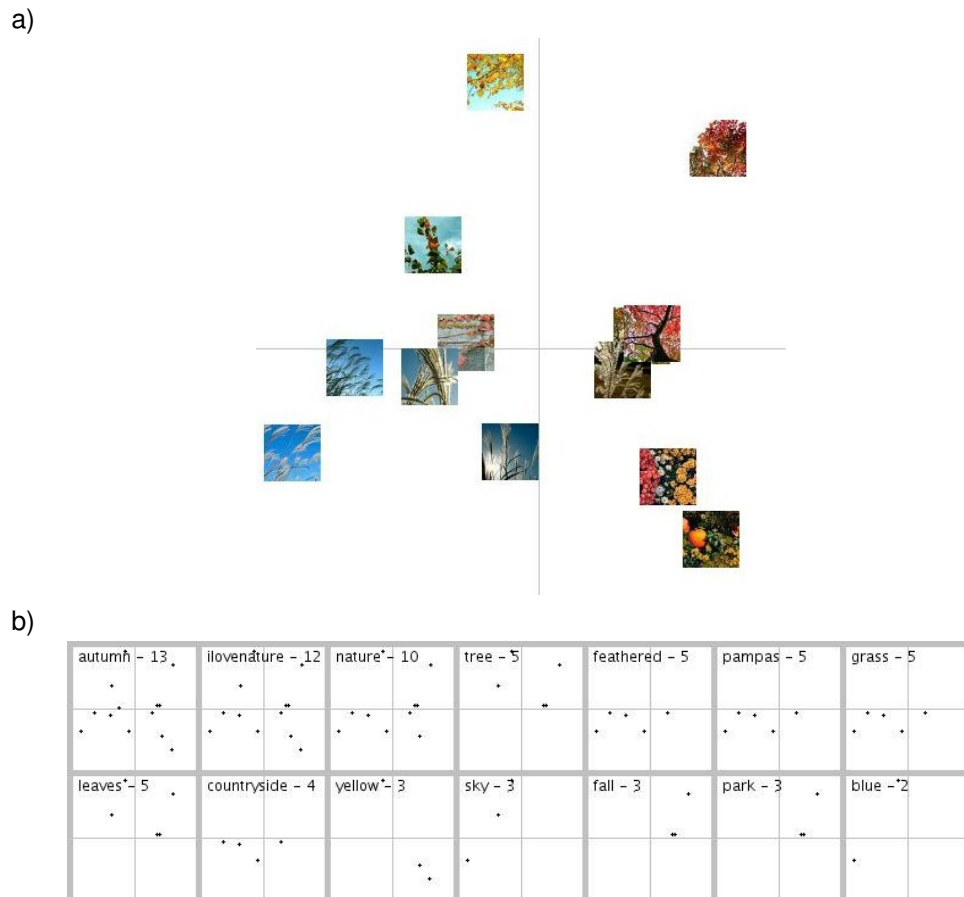 a)
b)
autumn - 13
ilovenature - 12
nature - 10
tree - 5
feathered - 5
pampas - 5
grass - 5
leaves - 5
countryside - 4
yellow - 3
sky - 3
fall - 3
park - 3
blue - 2